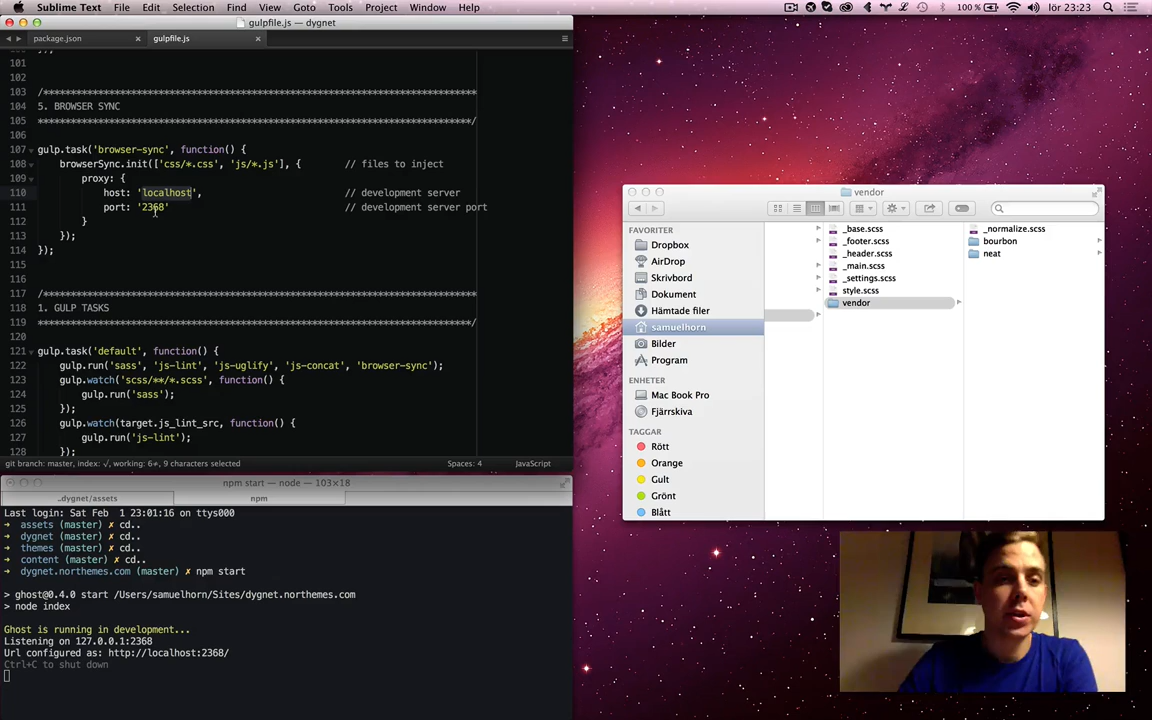 Sublime Text File Edit Selection Find View Goto Tools Project Window Help
100 % lör 23:23
gulpfile.js — dygnet
package.json gulpfile.js
101
102
103 /******************************************************************************
104 5. BROWSER SYNC
105 *******************************************************************************/
106
107 gulp.task('browser-sync', function() {
108 browserSync.init(['css/*.css', 'js/*.js'], { // files to inject
109 proxy: {
110 host: 'localhost', // development server
111 port: '2368' // development server port
112 }
113 });
114 });
115
116
117 /******************************************************************************
118 1. GULP TASKS
119 *******************************************************************************/
120
121 gulp.task('default', function() {
122 gulp.run('sass', 'js-lint', 'js-uglify', 'js-concat', 'browser-sync');
123 gulp.watch('scss/**/*.scss', function() {
124 gulp.run('sass');
125 });
126 gulp.watch(target.js_lint_src, function() {
127 gulp.run('js-lint');
128 });
git branch: master, index: √, working: 6≠, 9 characters selected Spaces: 4 JavaScript
npm start — node — 103×18
..dygnet/assets npm
Last login: Sat Feb 1 23:01:16 on ttys000
➜ assets (master) ✗ cd..
➜ dygnet (master) ✗ cd..
➜ themes (master) ✗ cd..
➜ content (master) ✗ cd..
➜ dygnet.northemes.com (master) ✗ npm start
> ghost@0.4.0 start /Users/samuelhorn/Sites/dygnet.northemes.com
> node index
Ghost is running in development...
Listening on 127.0.0.1:2368
Url configured as: http://localhost:2368/
Ctrl+C to shut down
vendor
FAVORITER
Dropbox
AirDrop
Skrivbord
Dokument
Hämtade filer
samuelhorn
Bilder
Program
ENHETER
Mac Book Pro
Fjärrskiva
TAGGAR
Rött
Orange
Gult
Grönt
Blått
_base.scss
_footer.scss
_header.scss
_main.scss
_settings.scss
style.scss
vendor
_normalize.scss
bourbon
neat